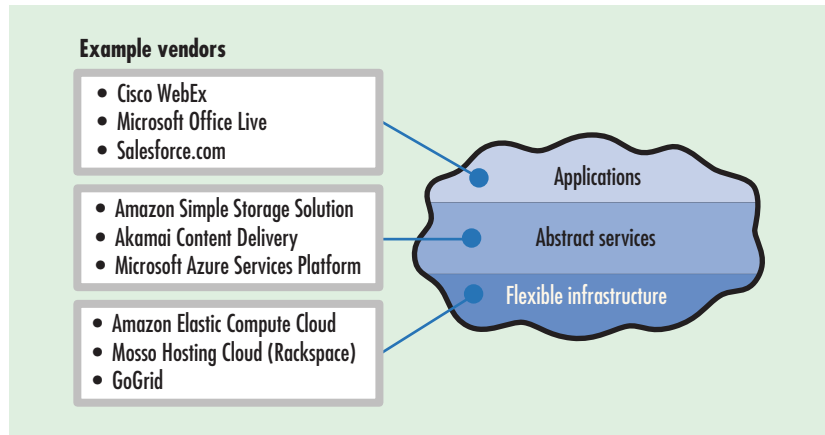 Example vendors
• Cisco WebEx
• Microsoft Office Live
• Salesforce.com
• Amazon Simple Storage Solution
• Akamai Content Delivery
• Microsoft Azure Services Platform
• Amazon Elastic Compute Cloud
• Mosso Hosting Cloud (Rackspace)
• GoGrid
Applications
Abstract services
Flexible infrastructure